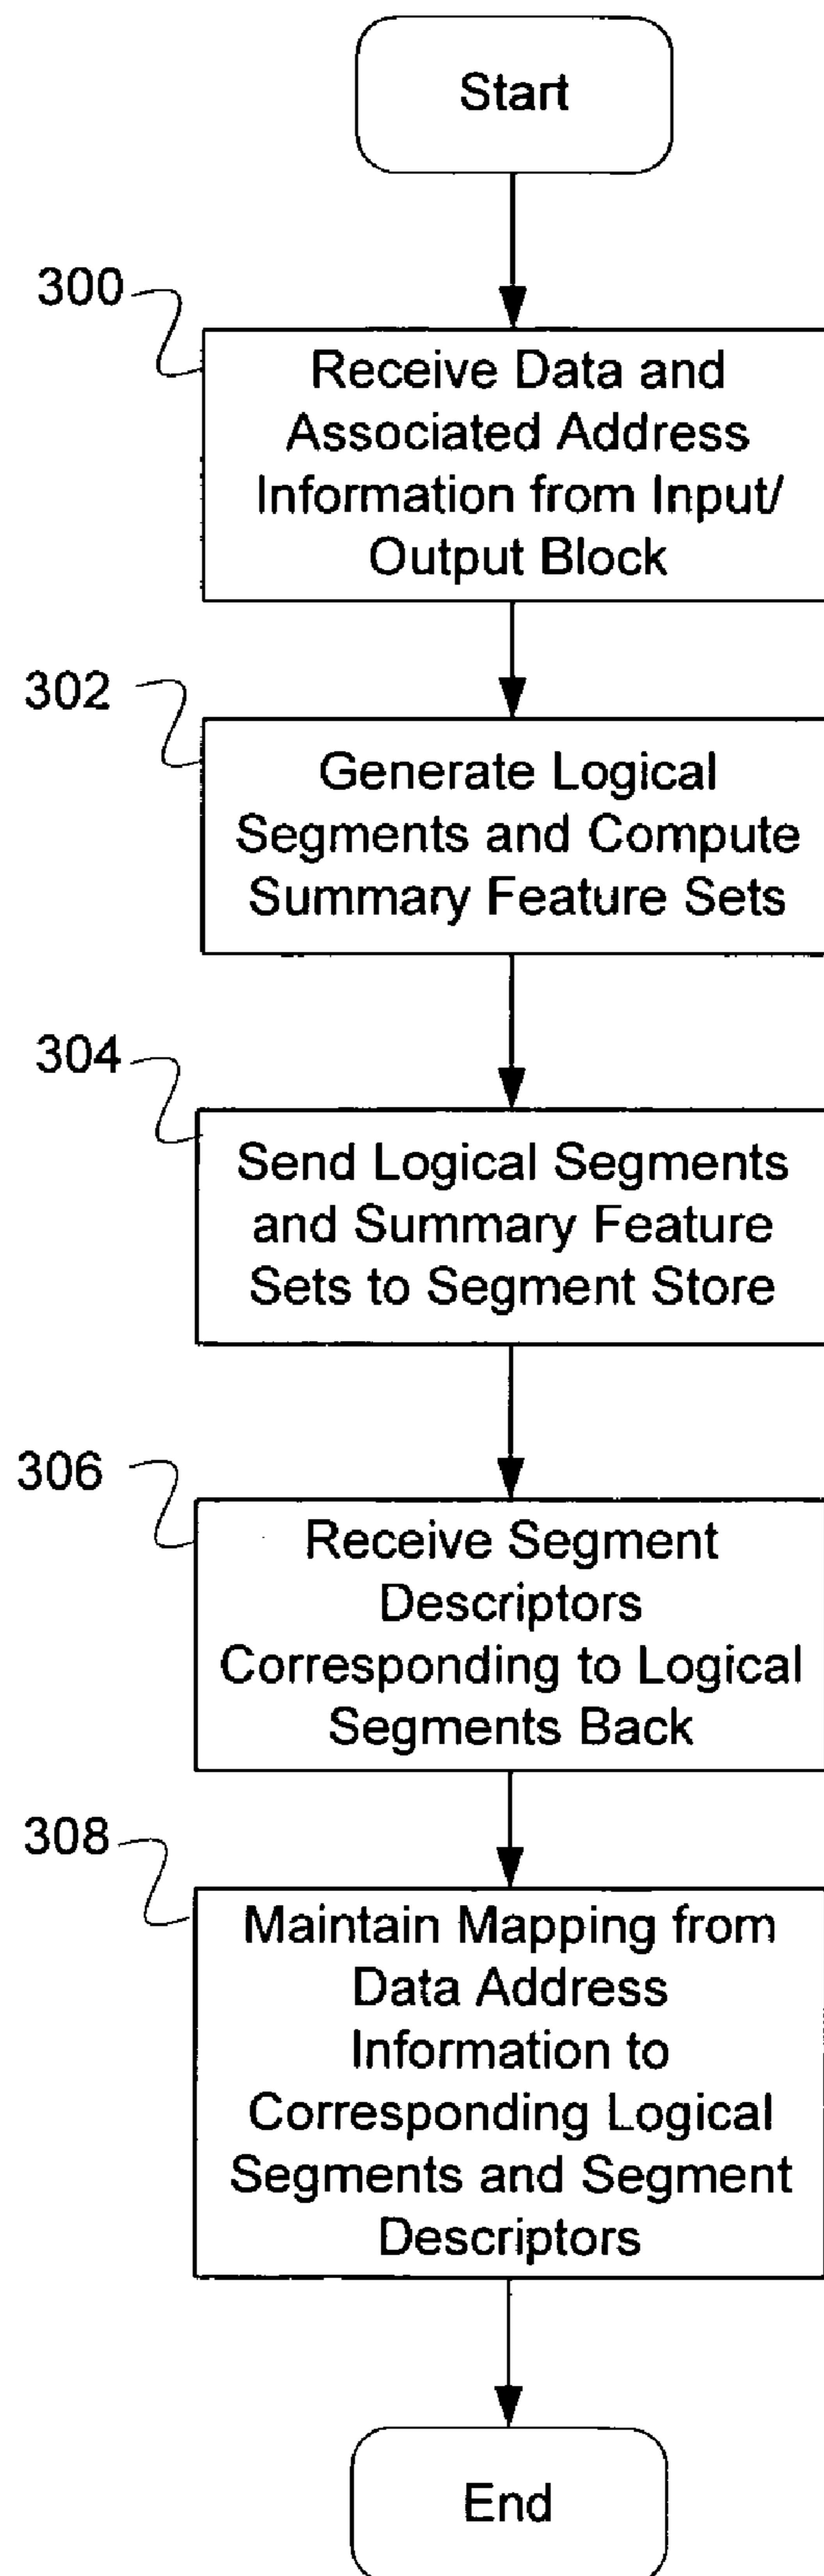 Start
300
Receive Data and
Associated Address
Information from Input/
Output Block
302
Generate Logical
Segments and Compute
Summary Feature Sets
304
Send Logical Segments
and Summary Feature
Sets to Segment Store
306
Receive Segment
Descriptors
Corresponding to Logical
Segments Back
308
Maintain Mapping from
Data Address
Information to
Corresponding Logical
Segments and Segment
Descriptors
End